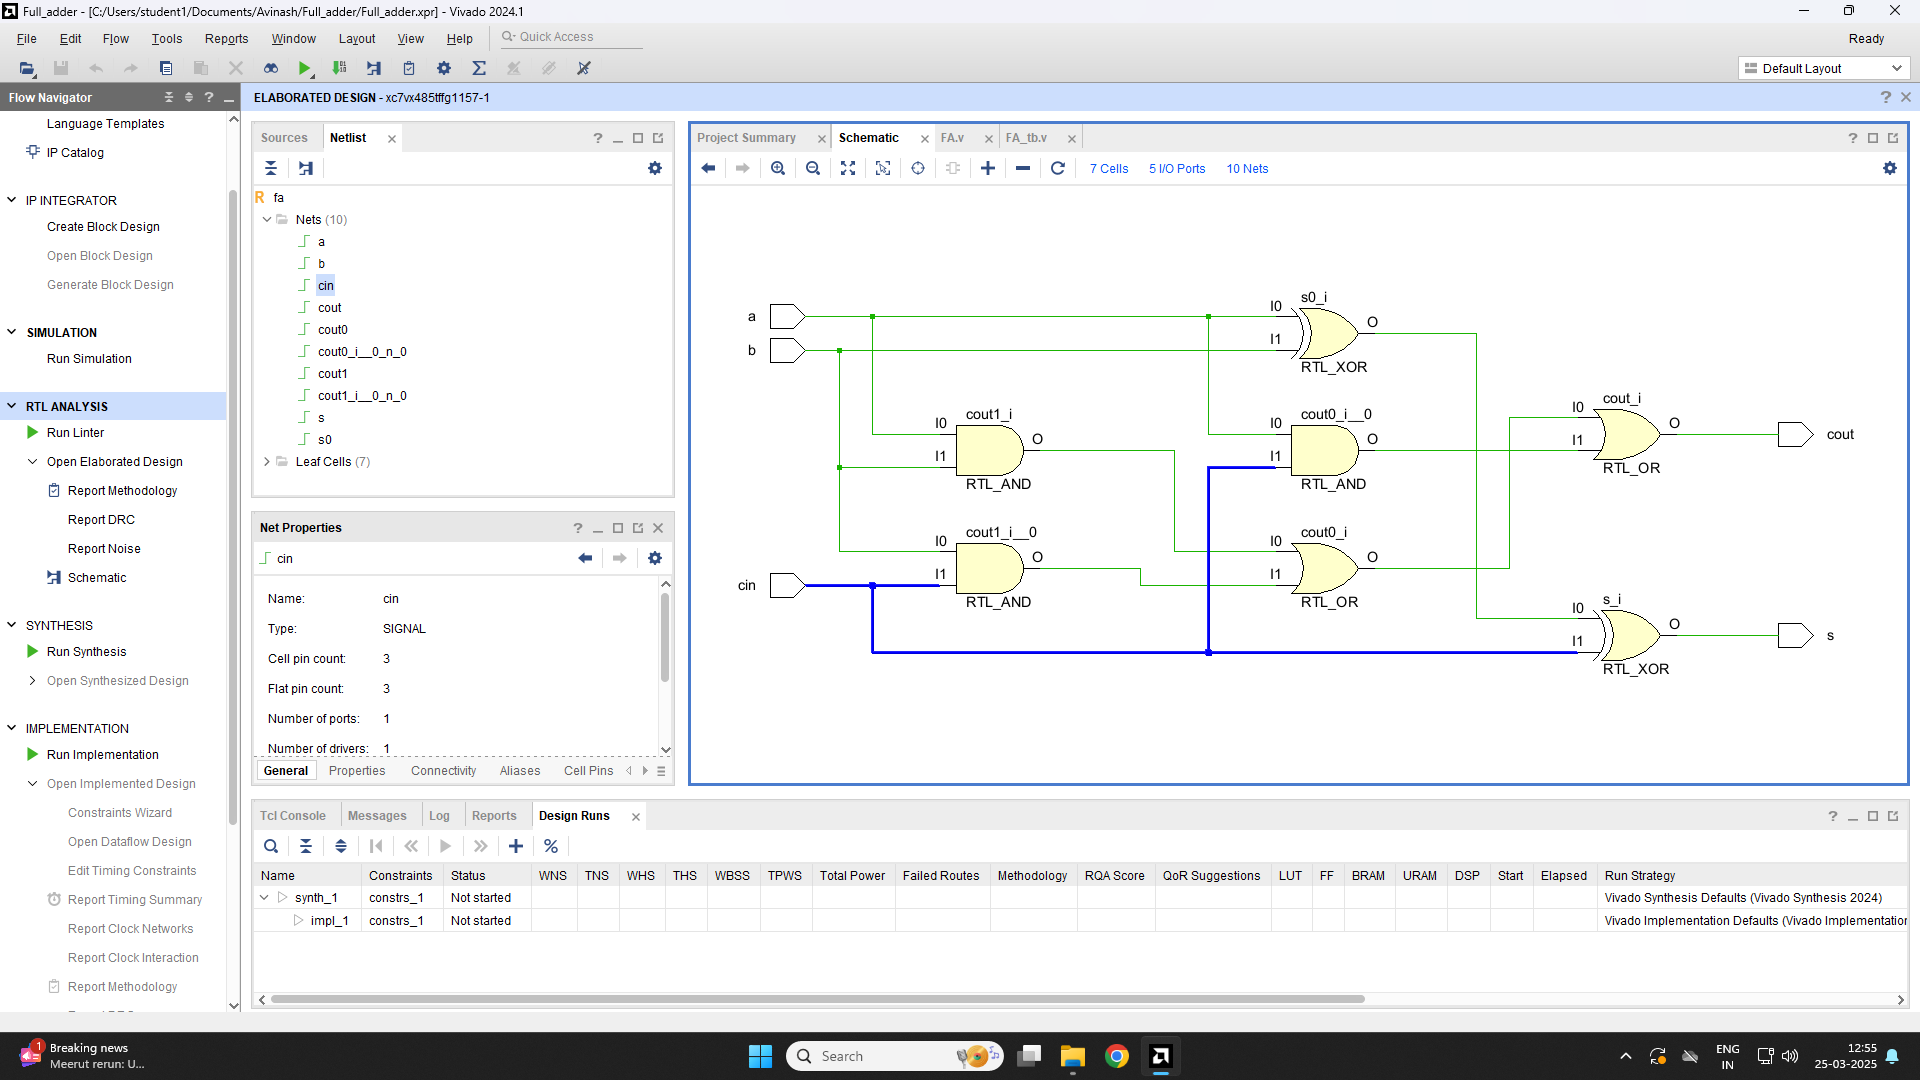 Full_adder - [C:/Users/student1/Documents/Avinash/Full_adder/Full_adder.xpr] - Vivado 2024.1
File Edit Flow Tools Reports Window Layout View Help Quick Access Ready
Default Layout
Flow Navigator
Language Templates
IP Catalog
IP INTEGRATOR
Create Block Design
Open Block Design
Generate Block Design
SIMULATION
Run Simulation
RTL ANALYSIS
Run Linter
Open Elaborated Design
Report Methodology
Report DRC
Report Noise
Schematic
SYNTHESIS
Run Synthesis
Open Synthesized Design
IMPLEMENTATION
Run Implementation
Open Implemented Design
Constraints Wizard
Open Dataflow Design
Edit Timing Constraints
Report Timing Summary
Report Clock Networks
Report Clock Interaction
Report Methodology
ELABORATED DESIGN - xc7vx485tffg1157-1
Sources Netlist
R fa
Nets (10)
a
b
cin
cout
cout0
cout0_i__0_n_0
cout1
cout1_i__0_n_0
s
s0
Leaf Cells (7)
Net Properties
cin
Name: cin
Type: SIGNAL
Cell pin count: 3
Flat pin count: 3
Number of ports: 1
Number of drivers: 1
General Properties Connectivity Aliases Cell Pins
Project Summary Schematic FA.v FA_tb.v
7 Cells 5 I/O Ports 10 Nets
a
b
cin
s0_i
I0
I1
O
RTL_XOR
cout1_i
I0
I1
O
RTL_AND
cout0_i__0
I0
I1
O
RTL_AND
cout_i
I0
I1
O
RTL_OR
cout
cout1_i__0
I0
I1
O
RTL_AND
cout0_i
I0
I1
O
RTL_OR
s_i
I0
I1
O
RTL_XOR
s
Tcl Console Messages Log Reports Design Runs
Name Constraints Status WNS TNS WHS THS WBSS TPWS Total Power Failed Routes Methodology RQA Score QoR Suggestions LUT FF BRAM URAM DSP Start Elapsed Run Strategy
synth_1 constrs_1 Not started Vivado Synthesis Defaults (Vivado Synthesis 2024)
impl_1 constrs_1 Not started Vivado Implementation Defaults (Vivado Implementation
1
Breaking news
Meerut rerun: U...
Search
ENG
IN
12:55
25-03-2025